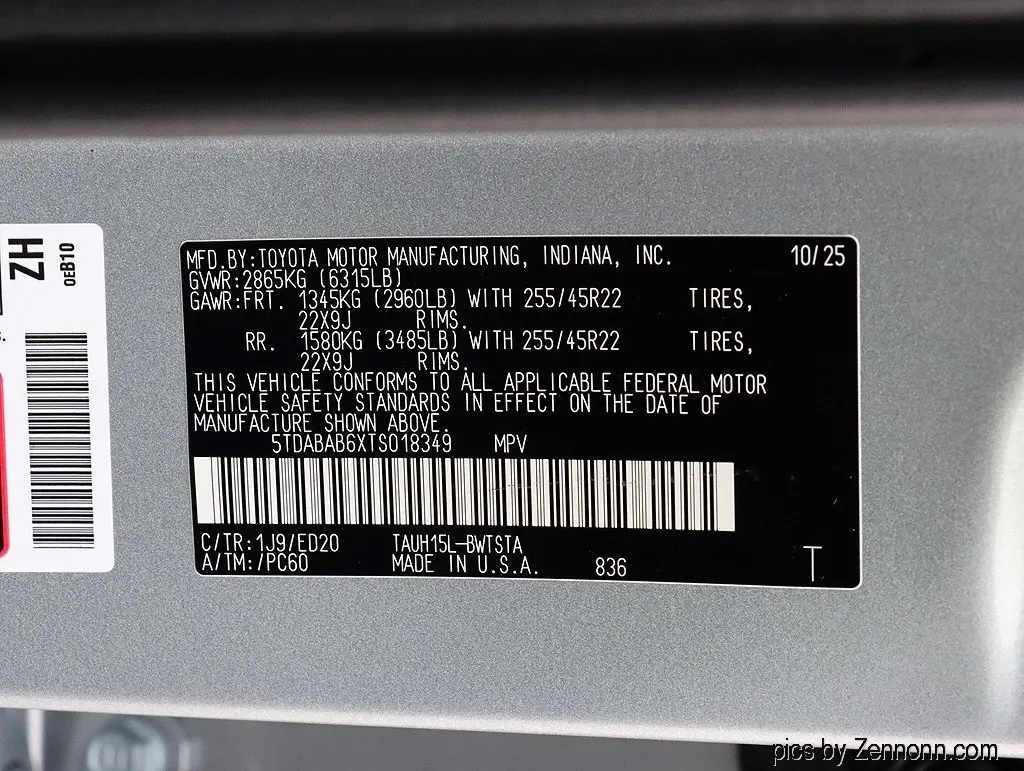 ZH
OEB10
MFD.BY:TOYOTA MOTOR MANUFACTURING, INDIANA, INC. 10/25
GVWR:2865KG (6315LB)
GAWR:FRT. 1345KG (2960LB) WITH 255/45R22 TIRES,
22X9J RIMS.
RR. 1580KG (3485LB) WITH 255/45R22 TIRES,
22X9J RIMS.
THIS VEHICLE CONFORMS TO ALL APPLICABLE FEDERAL MOTOR
VEHICLE SAFETY STANDARDS IN EFFECT ON THE DATE OF
MANUFACTURE SHOWN ABOVE.
5TDABAB6XTS018349 MPV
C/TR:1J9/ED20 TAUH15L-BWTSTA
A/TM:/PC60 MADE IN U.S.A. 836 T
pics by Zennonn.com